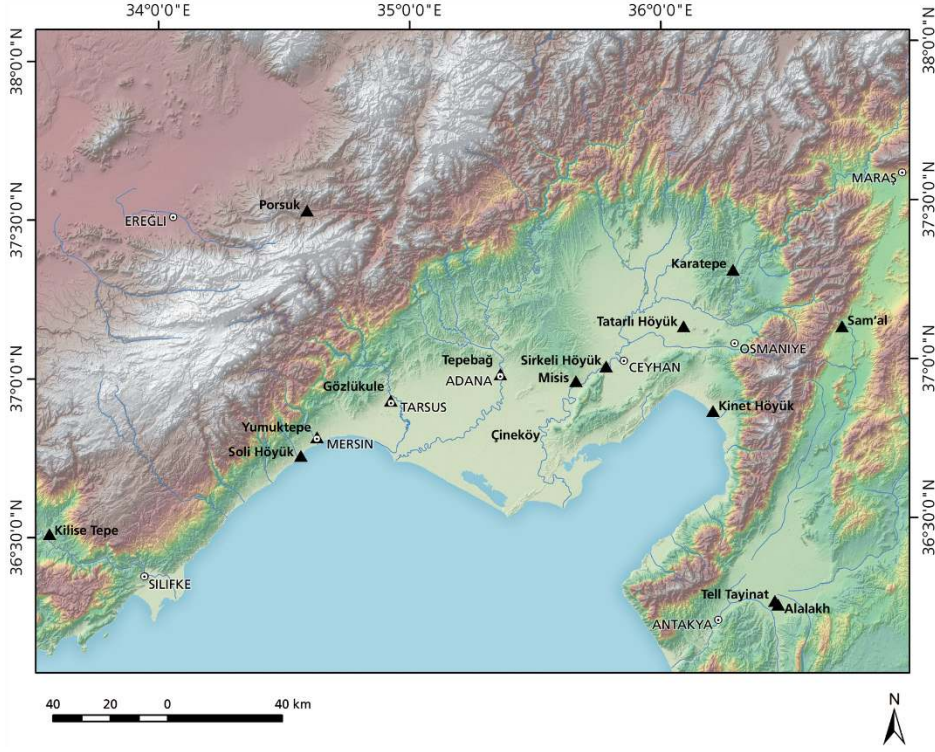 34°0'0"E
35°0'0"E
36°0'0"E
38°0'0"N
38°0'0"N
MARAŞ
37°30'0"N
37°30'0"N
Porsuk
EREĞLI
Karatepe
Tatarlı Höyük
Sam'al
OSMANIYE
37°0'0"N
37°0'0"N
Tepebağ
Sirkeli Höyük
CEYHAN
ADANA
Misis
Gözlükule
TARSUS
Kinet Höyük
Yumuktepe
MERSIN
Çineköy
Soli Höyük
36°30'0"N
36°30'0"N
Kilise Tepe
SILIFKE
Tell Tayinat
Alalakh
ANTAKYA
40 20 0 40 km
N